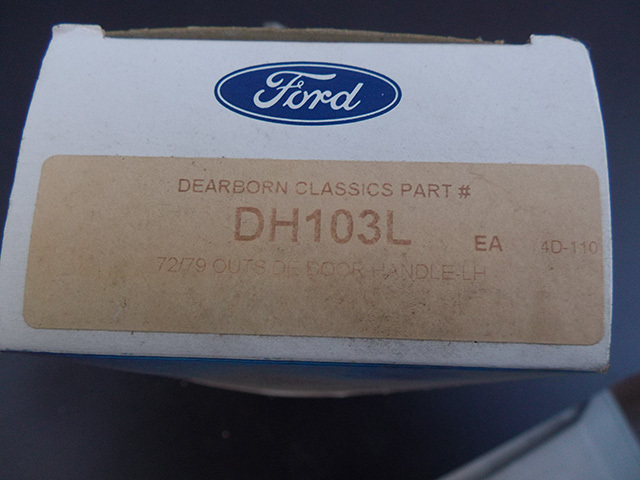 Ford
DEARBORN CLASSICS PART #
DH103L
EA
4D-110
72/79 OUTSIDE DOOR HANDLE-LH